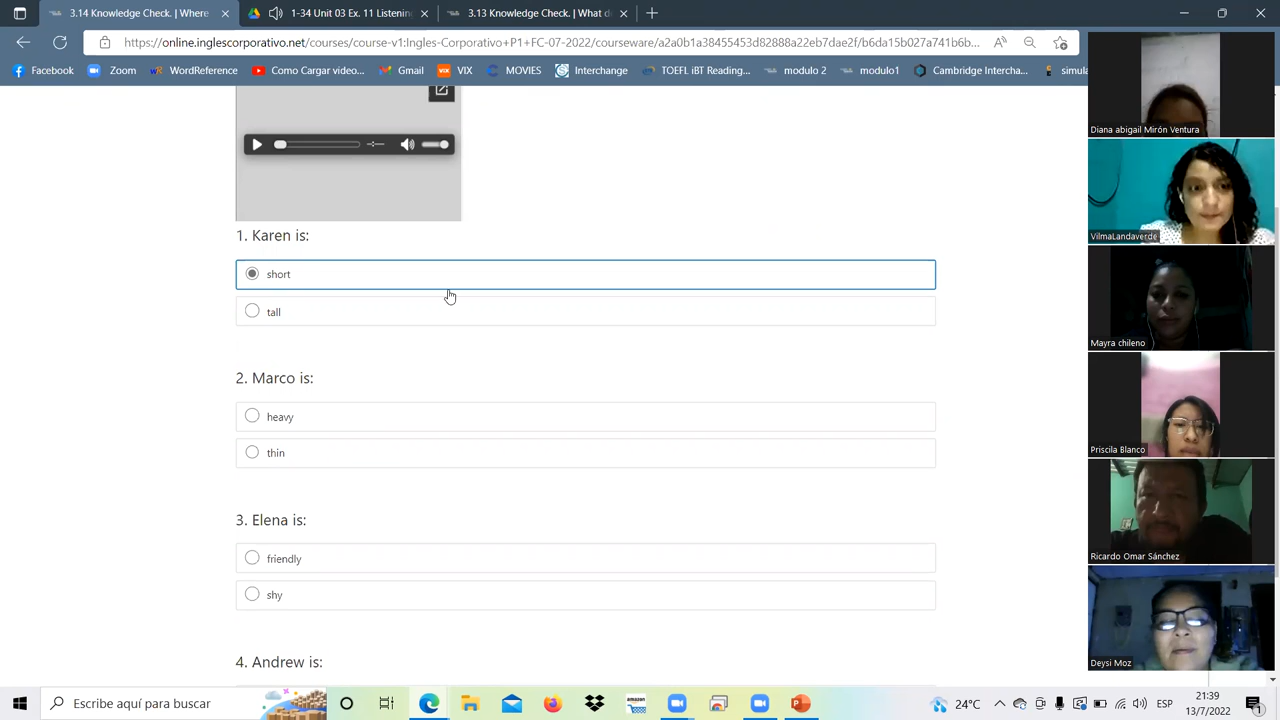 3.14 Knowledge Check. | Where
1-34 Unit 03 Ex. 11 Listenin
3.13 Knowledge Check. | What d
https://online.inglescorporativo.net/courses/course-v1:Ingles-Corporativo+P1+FC-07-2022/courseware/a2a0b1a38455453d82888a22eb7dae2f/b6da15b027a741b6b...
Facebook
Zoom
WordReference
Como Cargar video...
Gmail
VIX
MOVIES
Interchange
TOEFL iBT Reading...
modulo 2
modulo1
Cambridge Intercha...
simula
1. Karen is:
short
tall
2. Marco is:
heavy
thin
3. Elena is:
friendly
shy
4. Andrew is:
Diana abigail Mirón Ventura
VilmaLandaverde
Mayra chileno
Priscila Blanco
Ricardo Omar Sánchez
Deysi Moz
Escribe aquí para buscar
24°C
ESP
21:39
13/7/2022